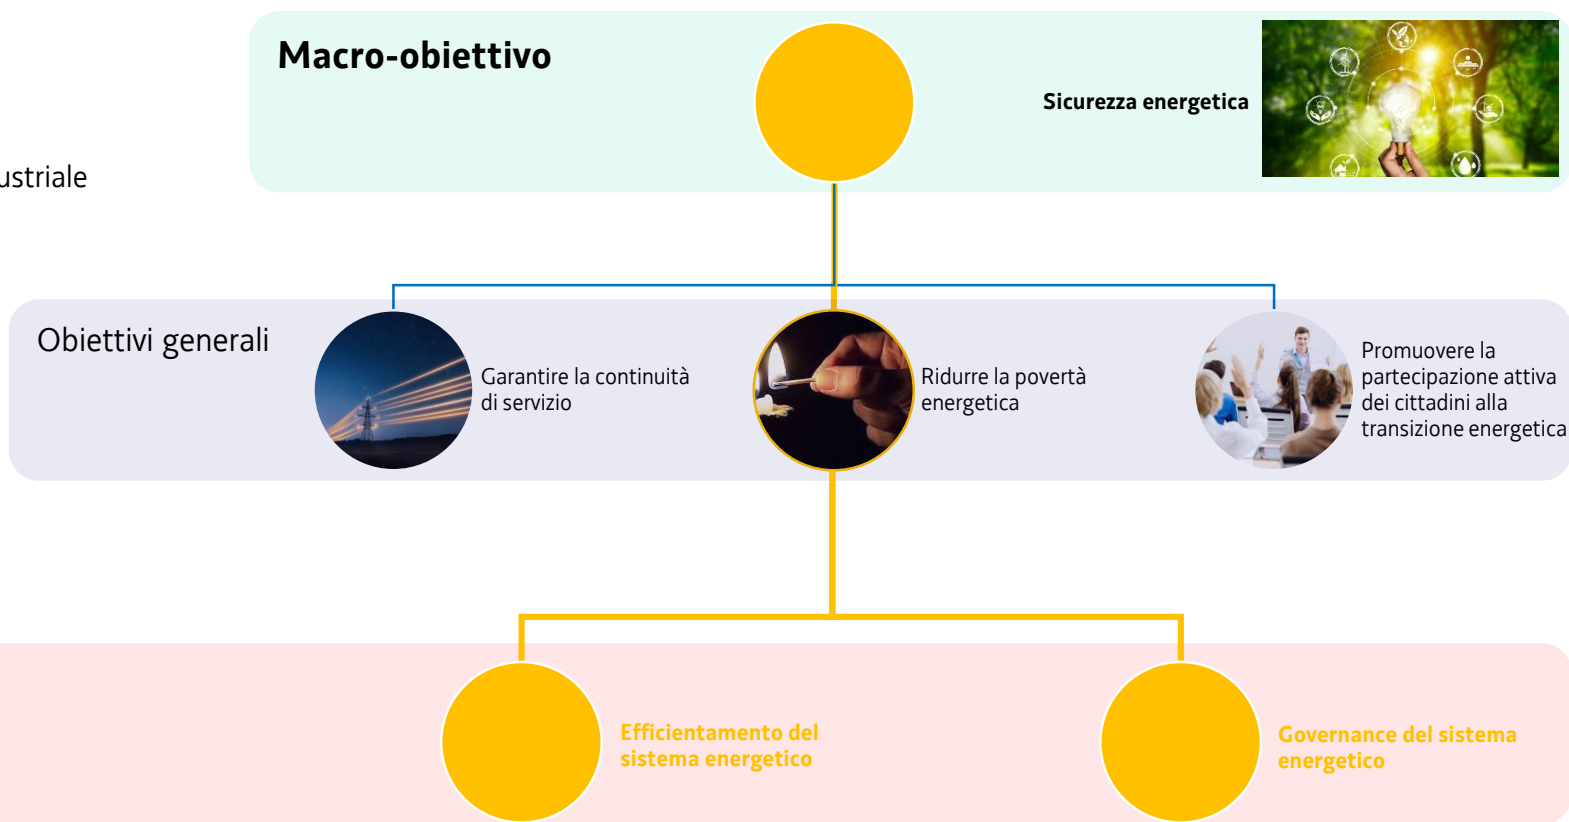 Macro-obiettivo
Sicurezza energetica
Obiettivi generali
Garantire la continuità
di servizio
Ridurre la povertà
energetica
Promuovere la
partecipazione attiva
dei cittadini alla
transizione energetica
Efficientamento del
sistema energetico
Governance del sistema
energetico